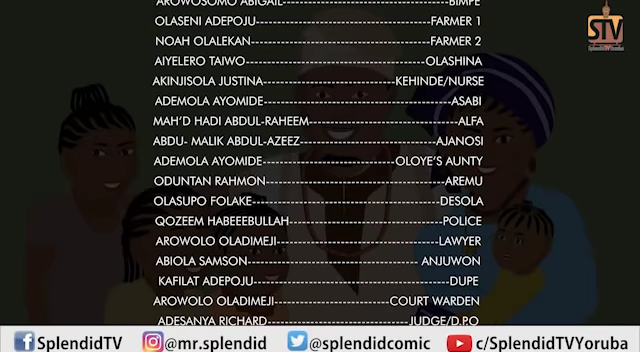 AROWOSOMO ABIGAIL--------------------------------------BIMPE
OLASENI ADEPOJU----------------------------------------FARMER 1
NOAH OLALEKAN-----------------------------------------FARMER 2
AIYELERO TAIWO-----------------------------------------OLASHINA
AKINJISOLA JUSTINA------------------------------KEHINDE/NURSE
ADEMOLA AYOMIDE-------------------------------------------ASABI
MAH'D HADI ABDUL-RAHEEM----------------------------------ALFA
ABDU- MALIK ABDUL-AZEEZ-------------------------------AJANOSI
ADEMOLA AYOMIDE------------------------------OLOYE'S AUNTY
ODUNTAN RAHMON-----------------------------------------AREMU
OLASUPO FOLAKE------------------------------------------DESOLA
QOZEEM HABEEEBULLAH-----------------------------------POLICE
AROWOLO OLADIMEJI------------------------------------LAWYER
ABIOLA SAMSON---------------------------------------ANJUWON
KAFILAT ADEPOJU--------------------------------------------DUPE
AROWOLO OLADIMEJI--------------------------COURT WARDEN
ADESANYA RICHARD---------------------------------JUDGE/D.PO
STV
SplendidTV Yoruba
SplendidTV
@mr.splendid
@splendidcomic
c/SplendidTVYoruba